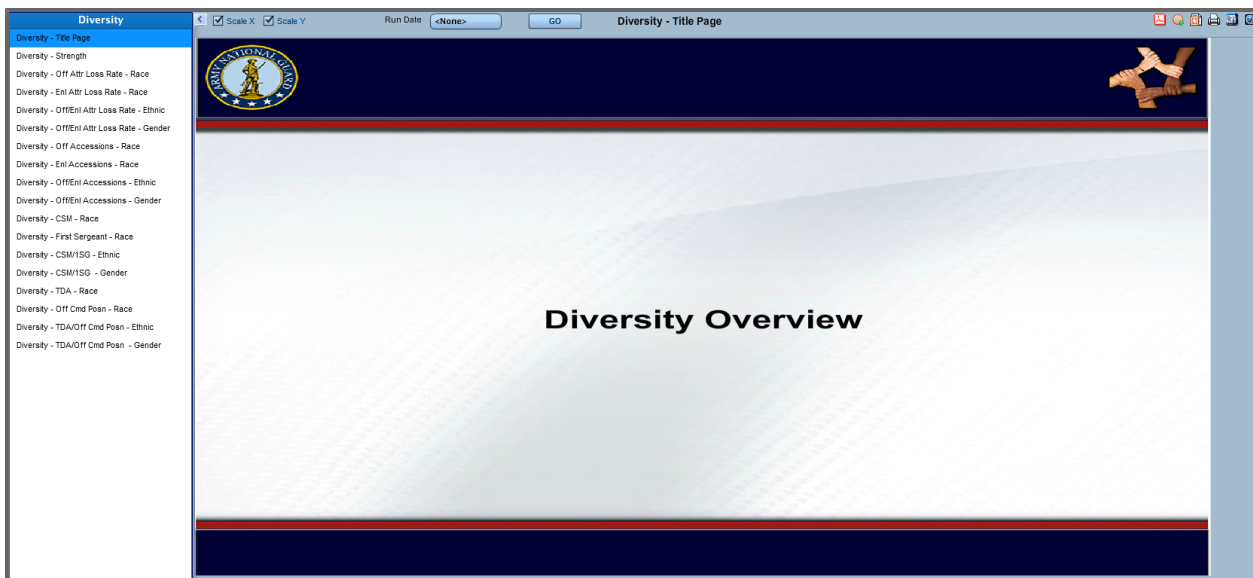 Diversity
Diversity - Title Page
Diversity - Strength
Diversity - Off Attr Loss Rate - Race
Diversity - Enl Attr Loss Rate - Race
Diversity - Off/Enl Attr Loss Rate - Ethnic
Diversity - Off/Enl Attr Loss Rate - Gender
Diversity - Off Accessions - Race
Diversity - Enl Accessions - Race
Diversity - Off/Enl Accessions - Ethnic
Diversity - Off/Enl Accessions - Gender
Diversity - CSM - Race
Diversity - First Sergeant - Race
Diversity - CSM/1SG - Ethnic
Diversity - CSM/1SG  - Gender
Diversity - TDA - Race
Diversity - Off Cmd Posn - Race
Diversity - TDA/Off Cmd Posn - Ethnic
Diversity - TDA/Off Cmd Posn  - Gender
Scale X Scale Y Run Date <None> GO Diversity - Title Page
ARMY NATIONAL GUARD
Diversity Overview